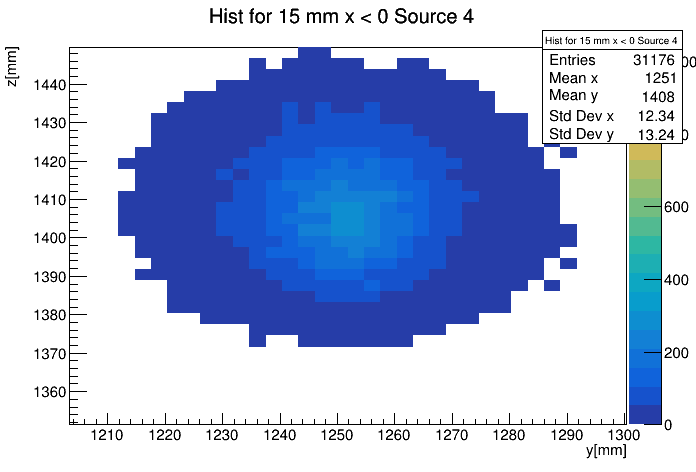 Hist for 15 mm x < 0 Source 4
Hist for 15 mm x < 0 Source 4
Entries 31176
Mean x 1251
Mean y 1408
Std Dev x 12.34
Std Dev y 13.24
z[mm]
1440
1430
1420
1410
1400
1390
1380
1370
1360
600
400
200
0
1210 1220 1230 1240 1250 1260 1270 1280 1290 1300
y[mm]